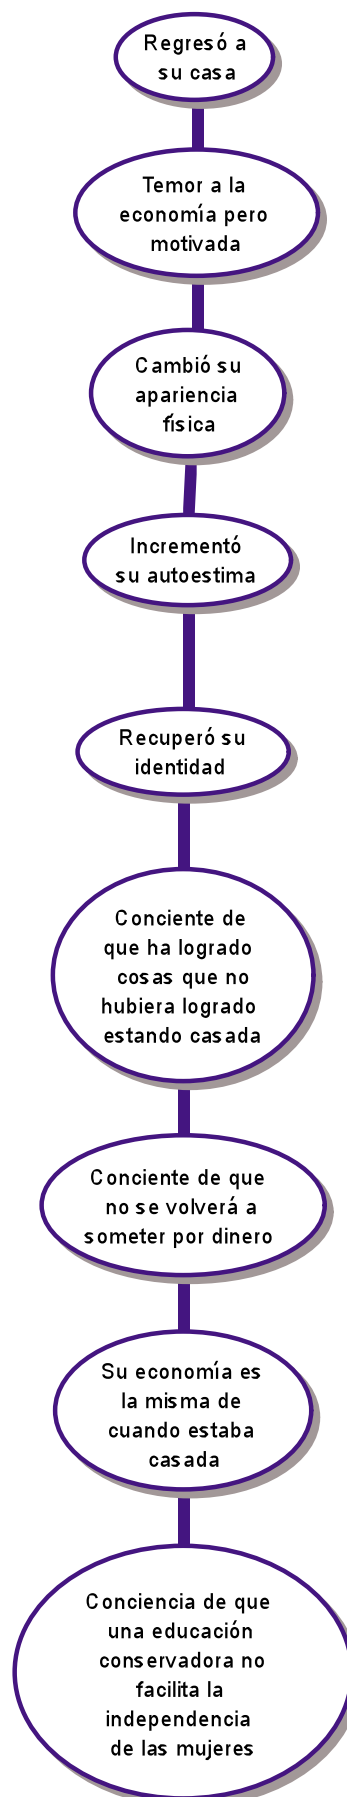 Regresó a
su casa
Temor a la
economía pero
motivada
Cambió su
apariencia
física
Incrementó
su autoestima
Recuperó su
identidad
Conciente de
que ha logrado
cosas que no
hubiera logrado
estando casada
Conciente de que
no se volverá a
someter por dinero
Su economía es
la misma de
cuando estaba
casada
Conciencia de que
una educación
conservadora no
facilita la
independencia
de las mujeres